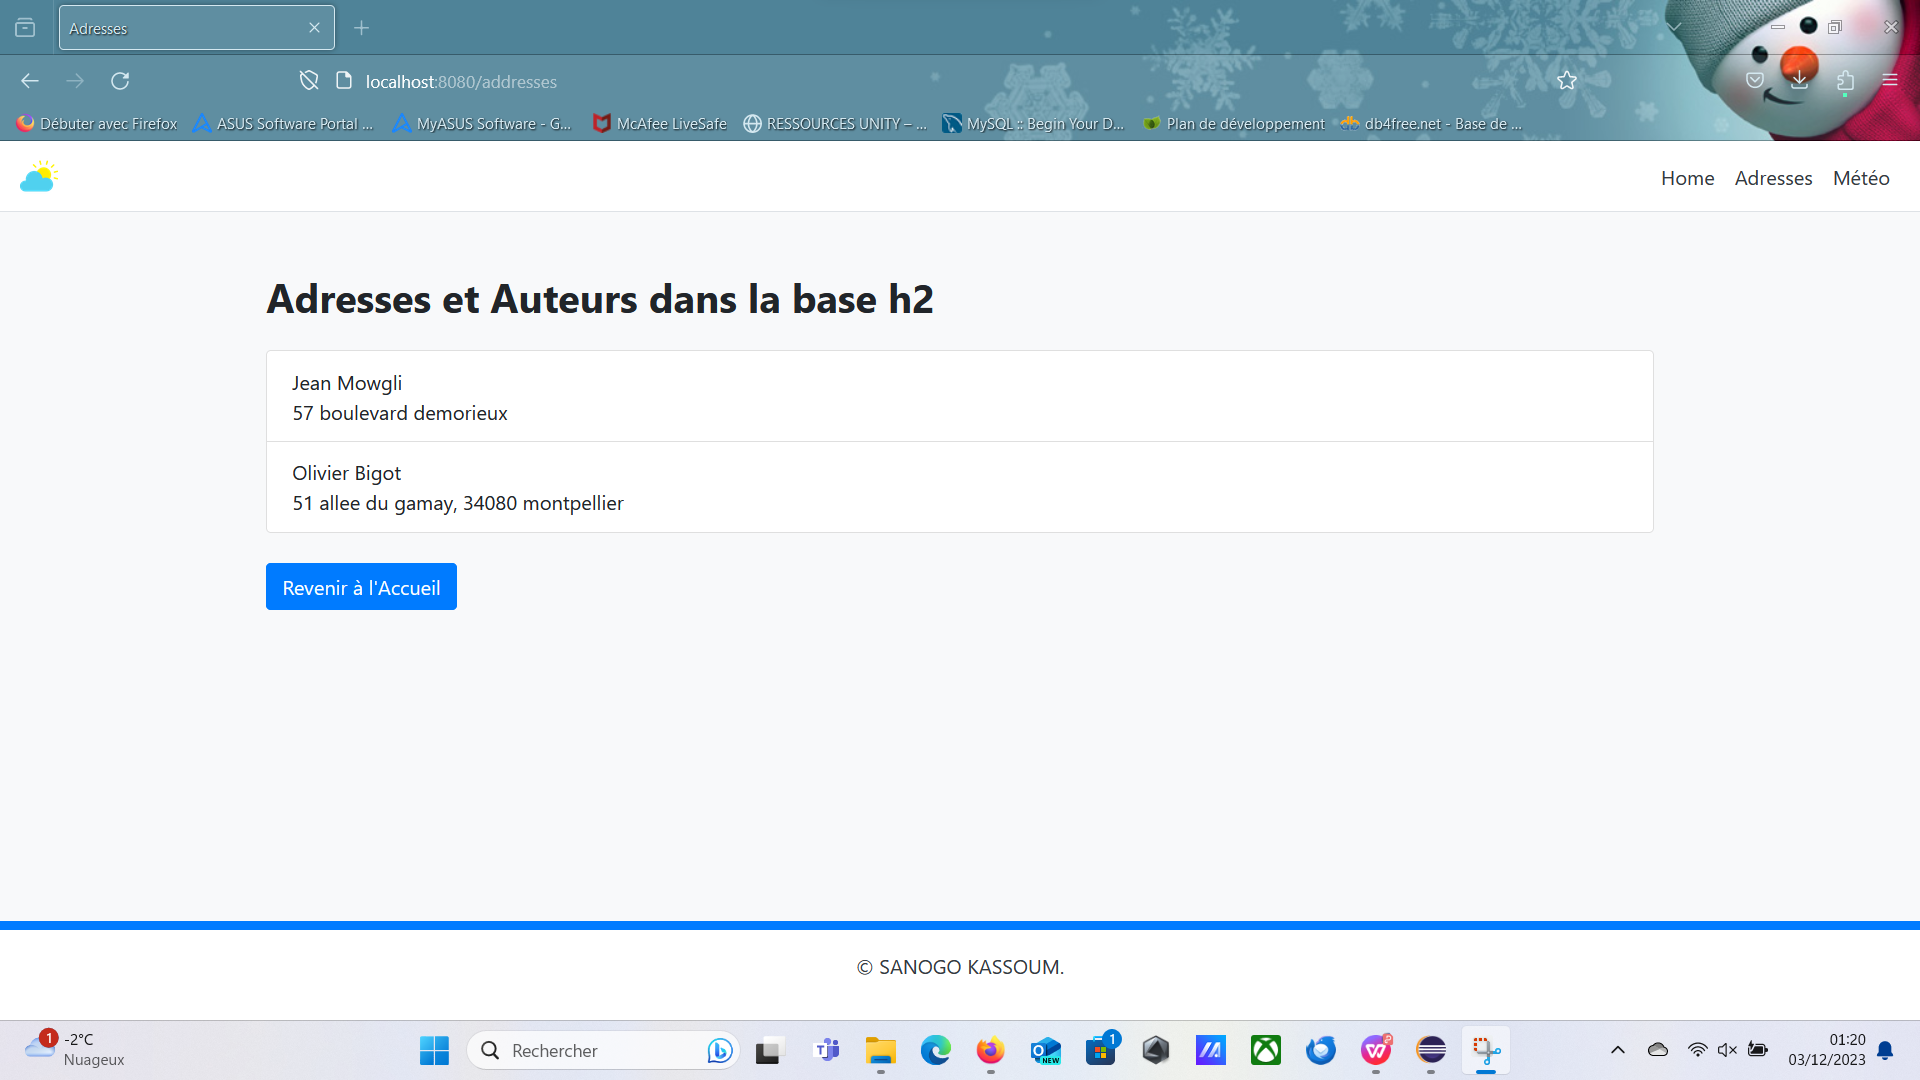 Adresses
localhost:8080/addresses
Débuter avec Firefox ASUS Software Portal ... MyASUS Software - G... McAfee LiveSafe RESSOURCES UNITY – ... MySQL :: Begin Your D... Plan de développement db4free.net - Base de ...
Home Adresses Météo
Adresses et Auteurs dans la base h2
Jean Mowgli
57 boulevard demorieux
Olivier Bigot
51 allee du gamay, 34080 montpellier
Revenir à l'Accueil
© SANOGO KASSOUM.
1 -2°C
Nuageux
Rechercher
NEW
1
01:20
03/12/2023